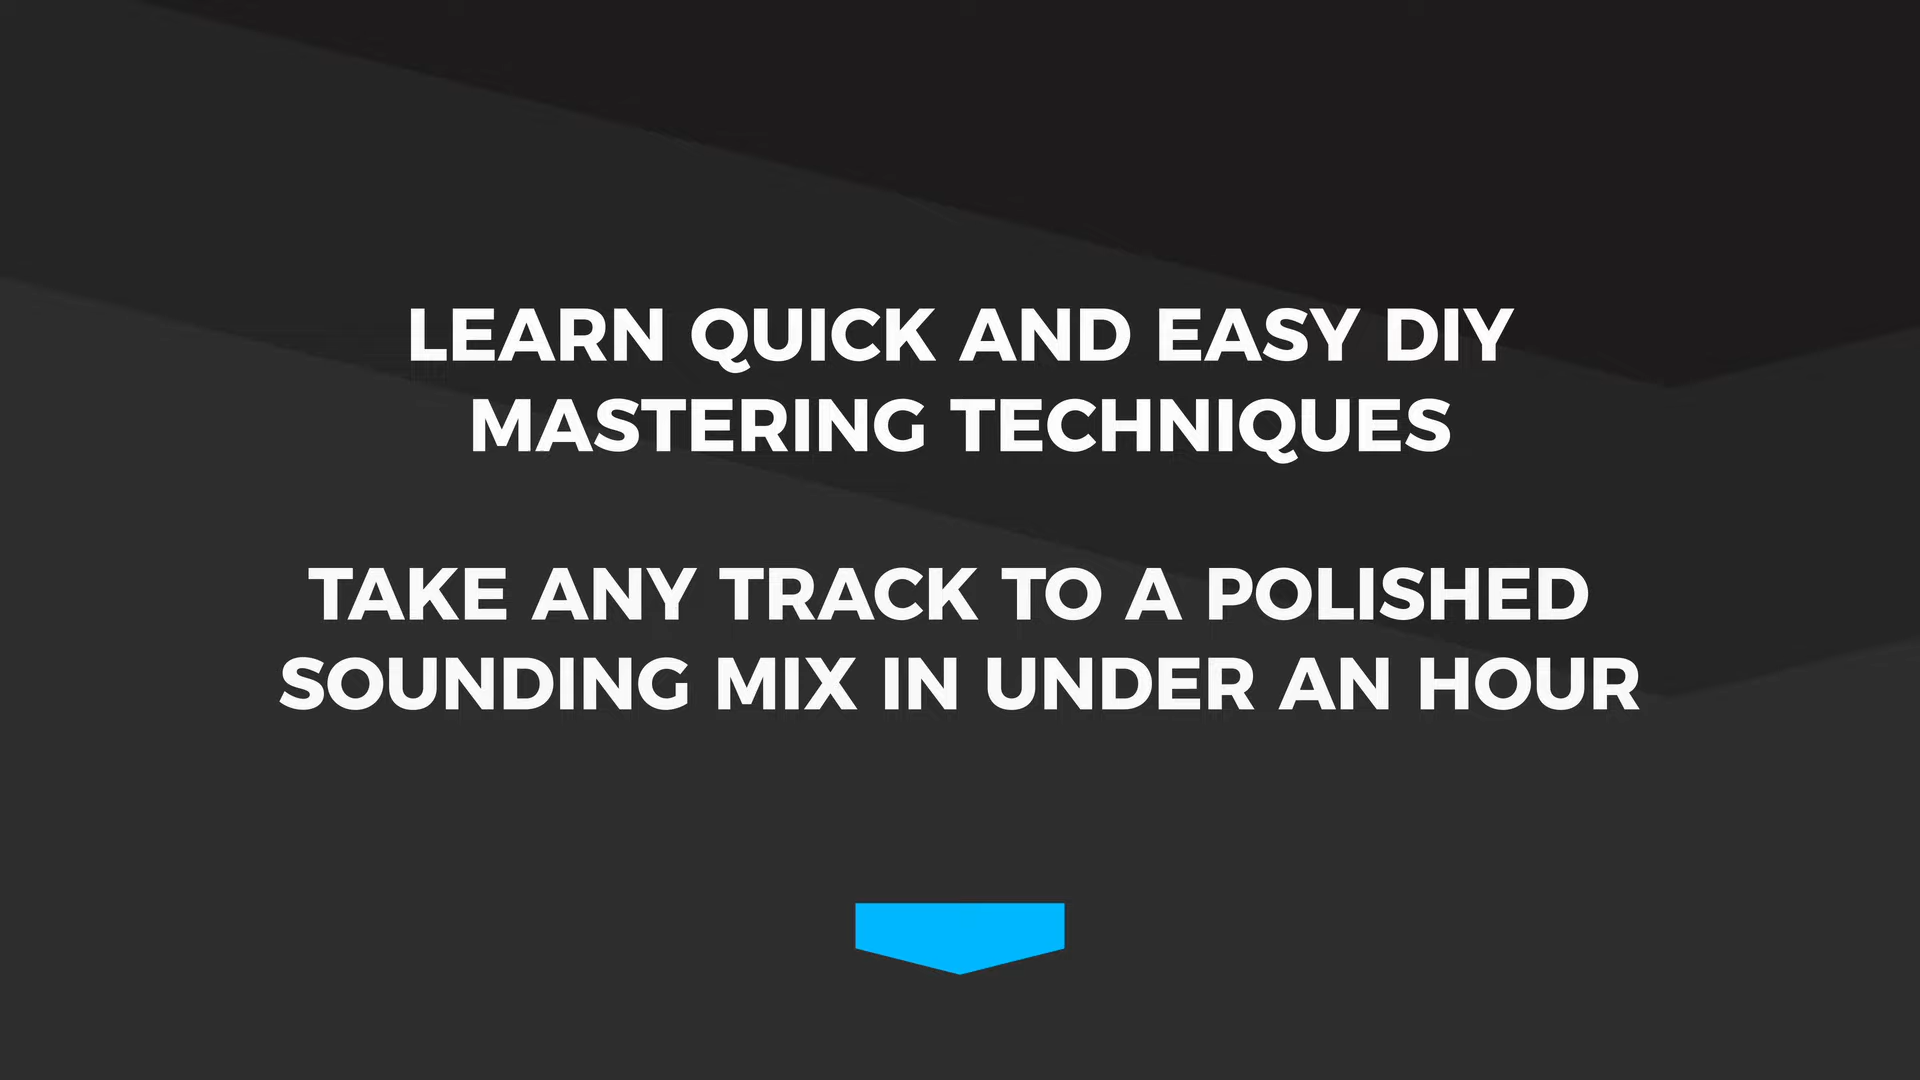 LEARN QUICK AND EASY DIY
MASTERING TECHNIQUES
TAKE ANY TRACK TO A POLISHED
SOUNDING MIX IN UNDER AN HOUR